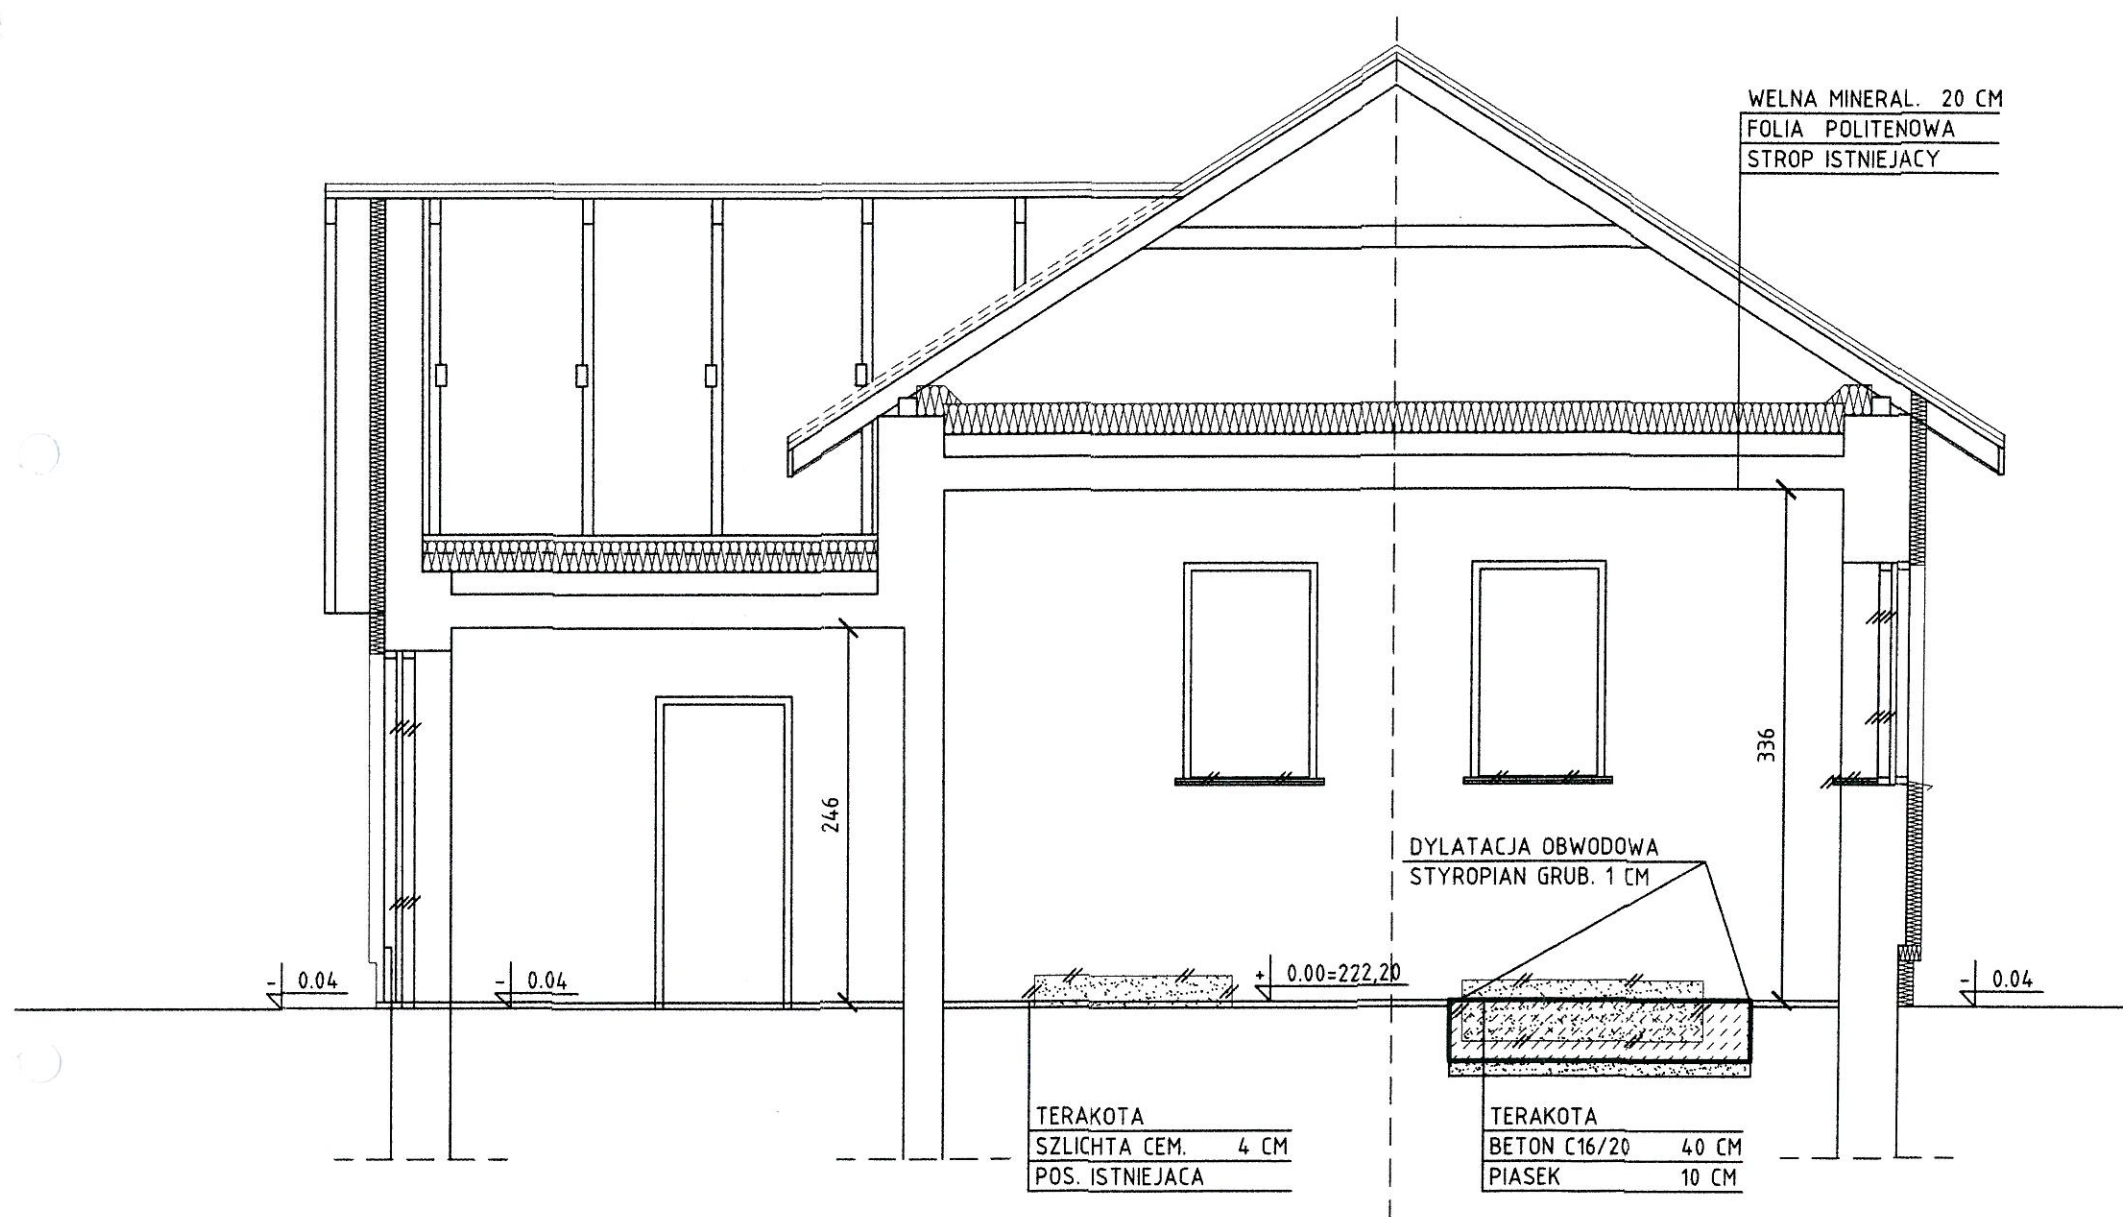 WELNA MINERAL. 20 CM
FOLIA POLITENOWA
STROP ISTNIEJACY
336
246
DYLATACJA OBWODOWA
STYROPIAN GRUB. 1 CM
- 0.04
- 0.04
+ 0.00=222,20
- 0.04
TERAKOTA
SZLICHTA CEM. 4 CM
POS. ISTNIEJACA
TERAKOTA
BETON C16/20 40 CM
PIASEK 10 CM